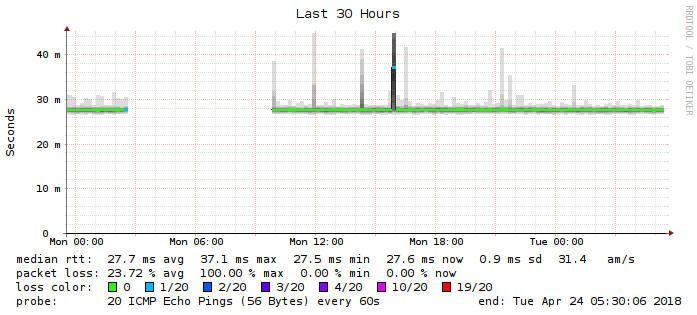 Last 30 Hours
RRDTOOL / TOBI OETIKER
Seconds
40 m
30 m
20 m
10 m
0
Mon 00:00 Mon 06:00 Mon 12:00 Mon 18:00 Tue 00:00
median rtt: 27.7 ms avg 37.1 ms max 27.5 ms min 27.6 ms now 0.9 ms sd 31.4 am/s
packet loss: 23.72 % avg 100.00 % max 0.00 % min 0.00 % now
loss color: 0 1/20 2/20 3/20 4/20 10/20 19/20
probe: 20 ICMP Echo Pings (56 Bytes) every 60s end: Tue Apr 24 05:30:06 2018